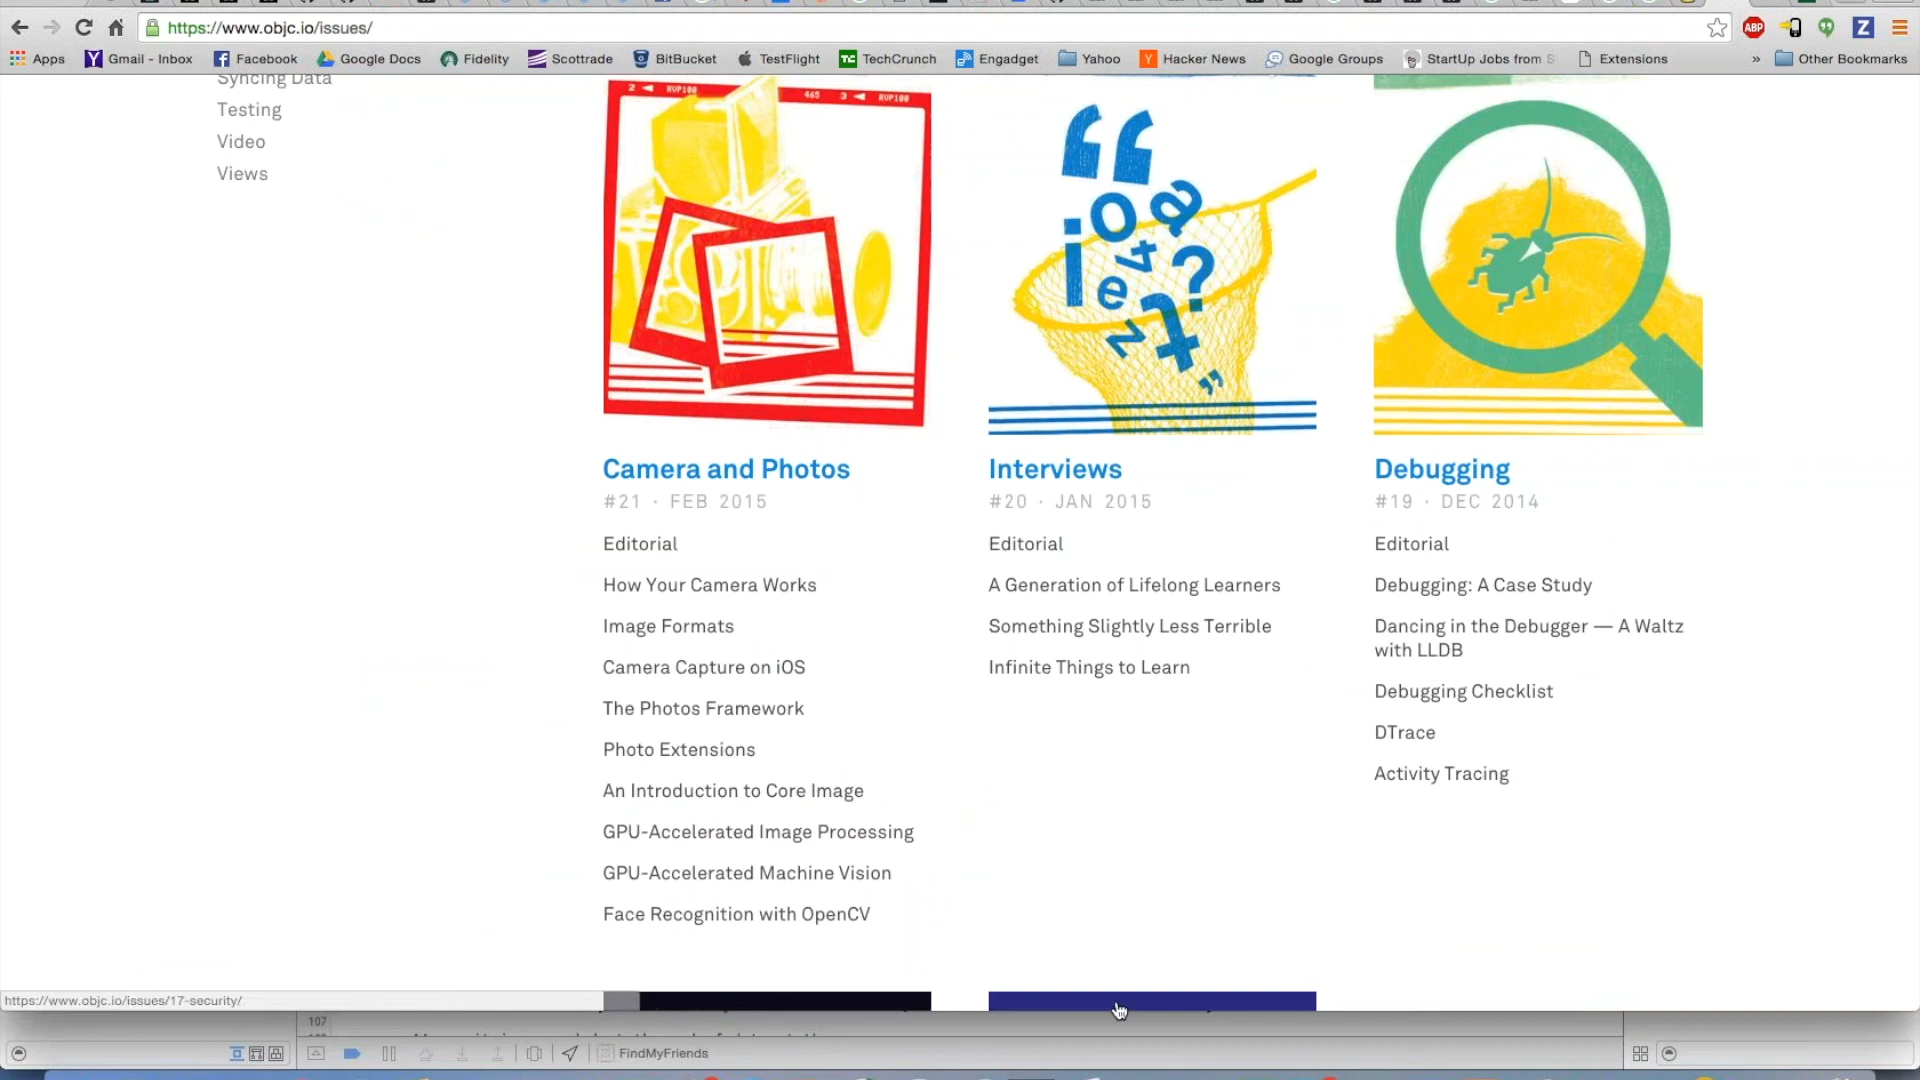 https://www.objc.io/issues/
ABP
Z
Apps
Gmail - Inbox
Facebook
Google Docs
Fidelity
Scottrade
BitBucket
TestFlight
TechCrunch
Engadget
Yahoo
Hacker News
Google Groups
StartUp Jobs from S
Extensions
»
Other Bookmarks
Syncing Data
Testing
Video
Views
2 RVP100 465 3 RVP100
Camera and Photos
#21 · FEB 2015
Editorial
How Your Camera Works
Image Formats
Camera Capture on iOS
The Photos Framework
Photo Extensions
An Introduction to Core Image
GPU-Accelerated Image Processing
GPU-Accelerated Machine Vision
Face Recognition with OpenCV
Interviews
#20 · JAN 2015
Editorial
A Generation of Lifelong Learners
Something Slightly Less Terrible
Infinite Things to Learn
Debugging
#19 · DEC 2014
Editorial
Debugging: A Case Study
Dancing in the Debugger — A Waltz
with LLDB
Debugging Checklist
DTrace
Activity Tracing
https://www.objc.io/issues/17-security/
107
FindMyFriends